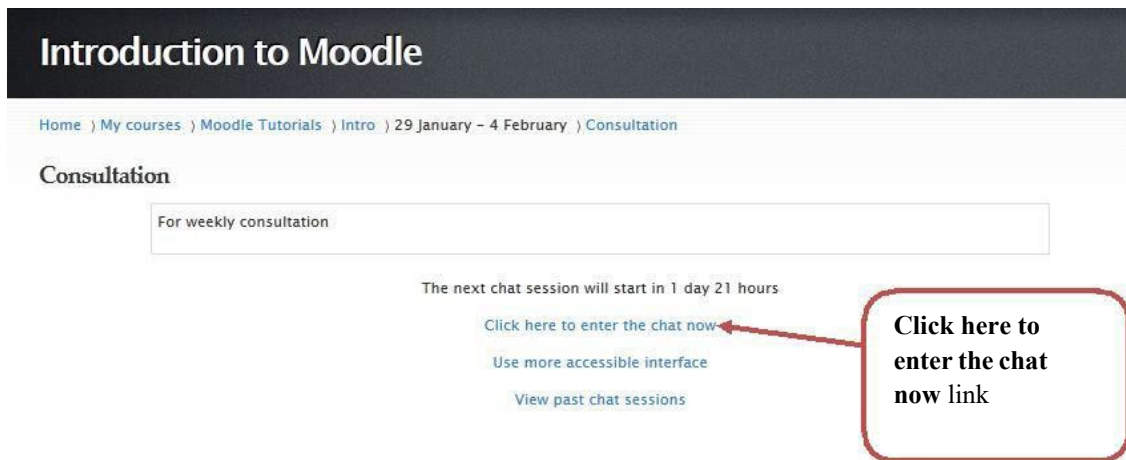 Introduction to Moodle
Home ) My courses ) Moodle Tutorials ) Intro ) 29 January - 4 February ) Consultation
Consultation
For weekly consultation
The next chat session will start in 1 day 21 hours
Click here to enter the chat now
Use more accessible interface
View past chat sessions
Click here to
enter the chat
now link